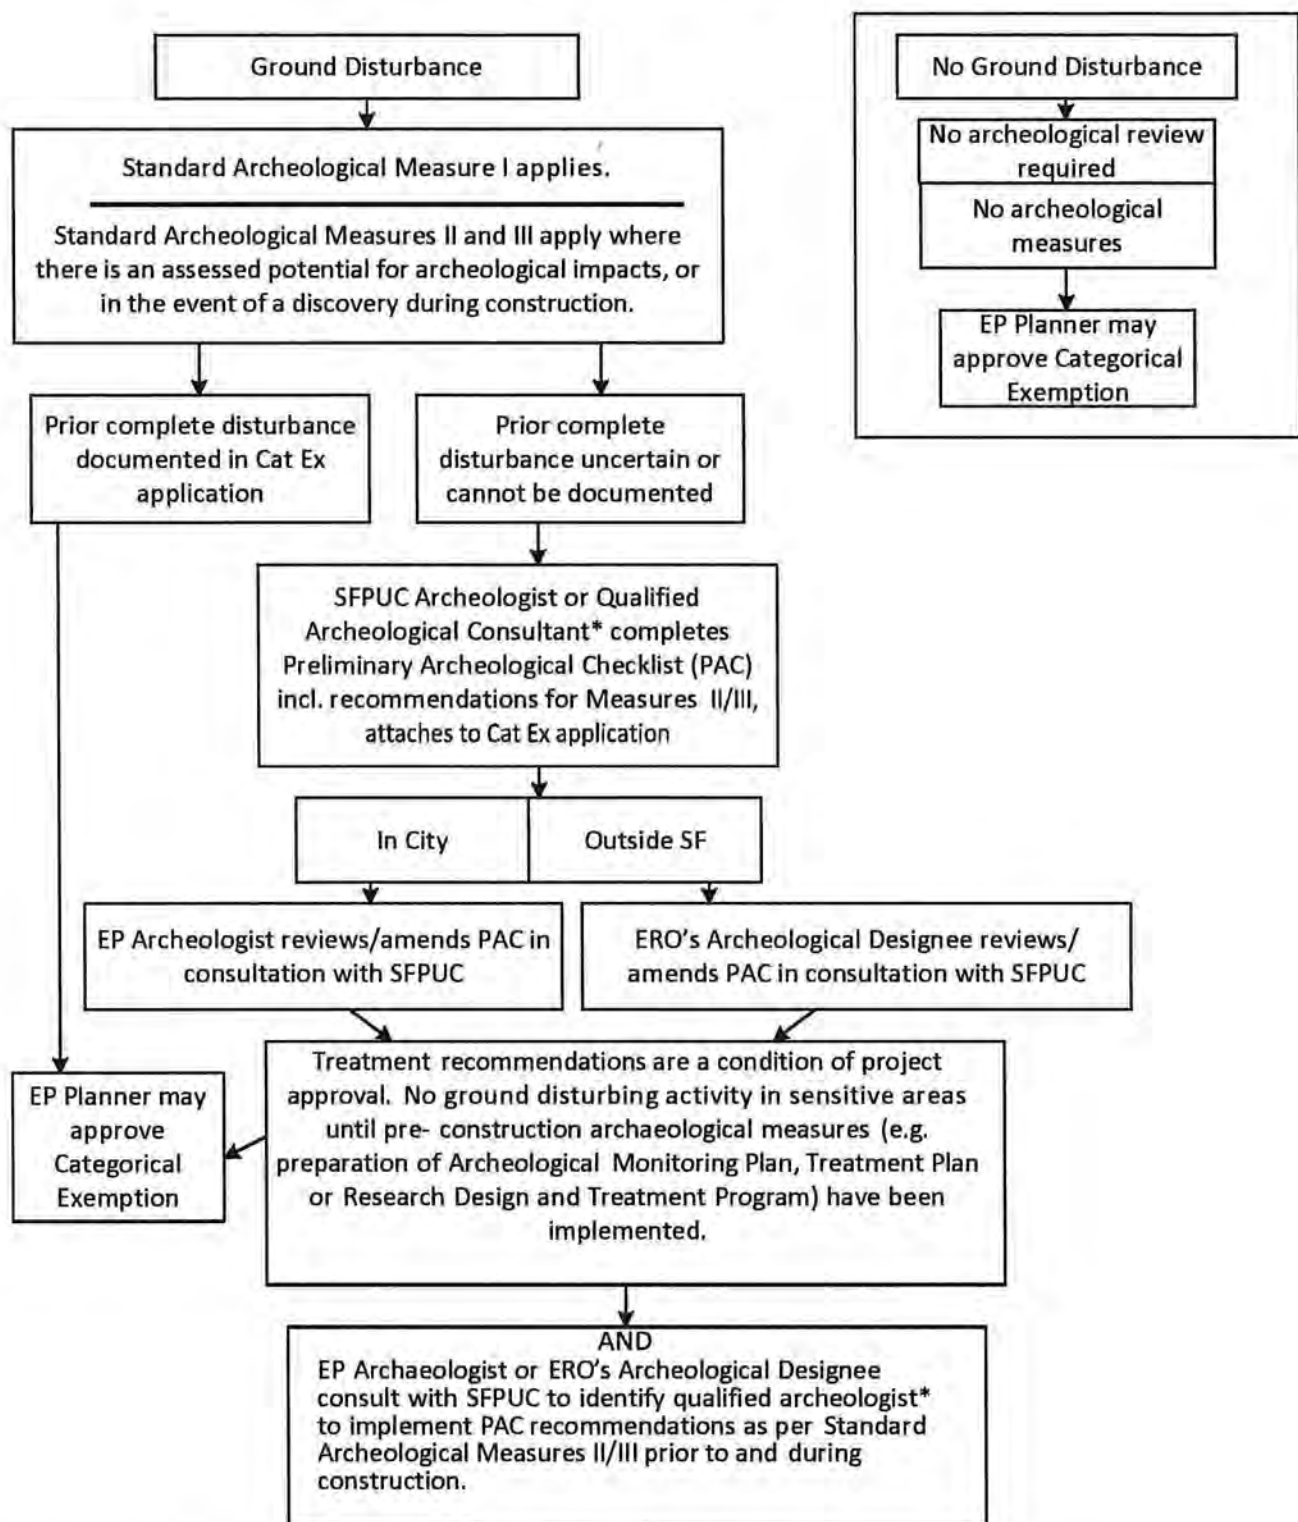 Ground Disturbance
Standard Archeological Measure I applies.
Standard Archeological Measures II and III apply where
there is an assessed potential for archeological impacts, or
in the event of a discovery during construction.
Prior complete disturbance
documented in Cat Ex
application
Prior complete
disturbance uncertain or
cannot be documented
SFPUC Archeologist or Qualified
Archeological Consultant* completes
Preliminary Archeological Checklist (PAC)
incl. recommendations for Measures II/III,
attaches to Cat Ex application
In City
Outside SF
EP Archeologist reviews/amends PAC in
consultation with SFPUC
ERO's Archeological Designee reviews/
amends PAC in consultation with SFPUC
EP Planner may
approve
Categorical
Exemption
Treatment recommendations are a condition of project
approval. No ground disturbing activity in sensitive areas
until pre- construction archaeological measures (e.g.
preparation of Archeological Monitoring Plan, Treatment Plan
or Research Design and Treatment Program) have been
implemented.
AND
EP Archaeologist or ERO's Archeological Designee
consult with SFPUC to identify qualified archeologist*
to implement PAC recommendations as per Standard
Archeological Measures II/III prior to and during
construction.
No Ground Disturbance
No archeological review
required
No archeological
measures
EP Planner may
approve Categorical
Exemption